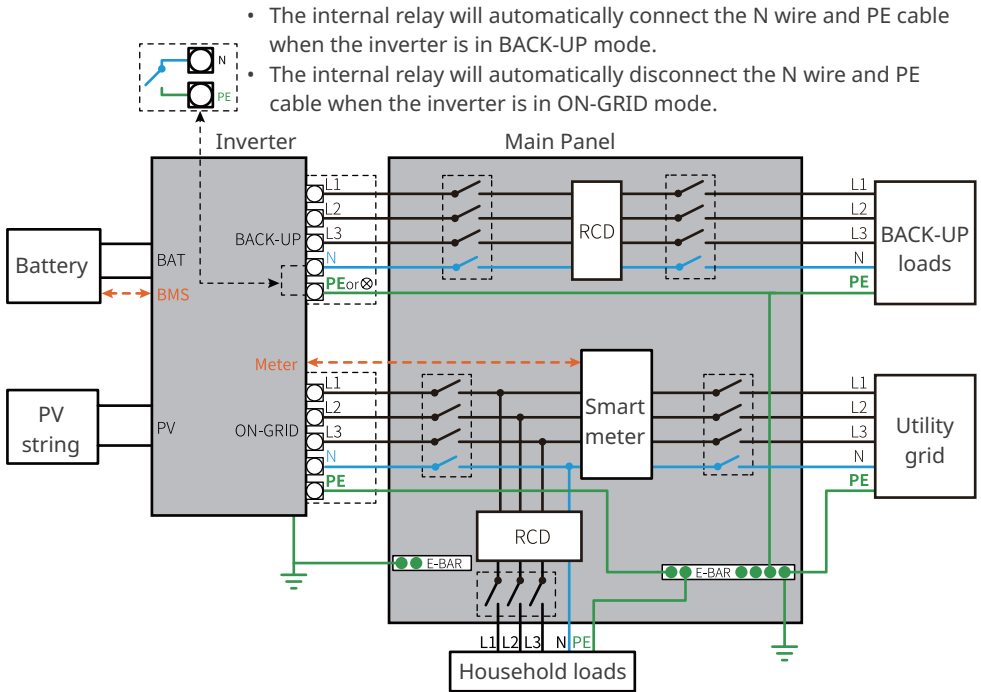 • The internal relay will automatically connect the N wire and PE cable
when the inverter is in BACK-UP mode.
• The internal relay will automatically disconnect the N wire and PE
cable when the inverter is in ON-GRID mode.
N
PE
Inverter
Main Panel
L1
L1
L2
L2
L3
L3
BACK-UP
RCD
BACK-UP
loads
Battery
BAT
N
N
BMS
PEor⊗
PE
Meter
L1
L1
L2
L2
PV
string
PV
ON-GRID
L3
Smart
meter
L3
Utility
grid
N
N
PE
PE
RCD
E-BAR
E-BAR
L1 L2 L3 N PE
Household loads